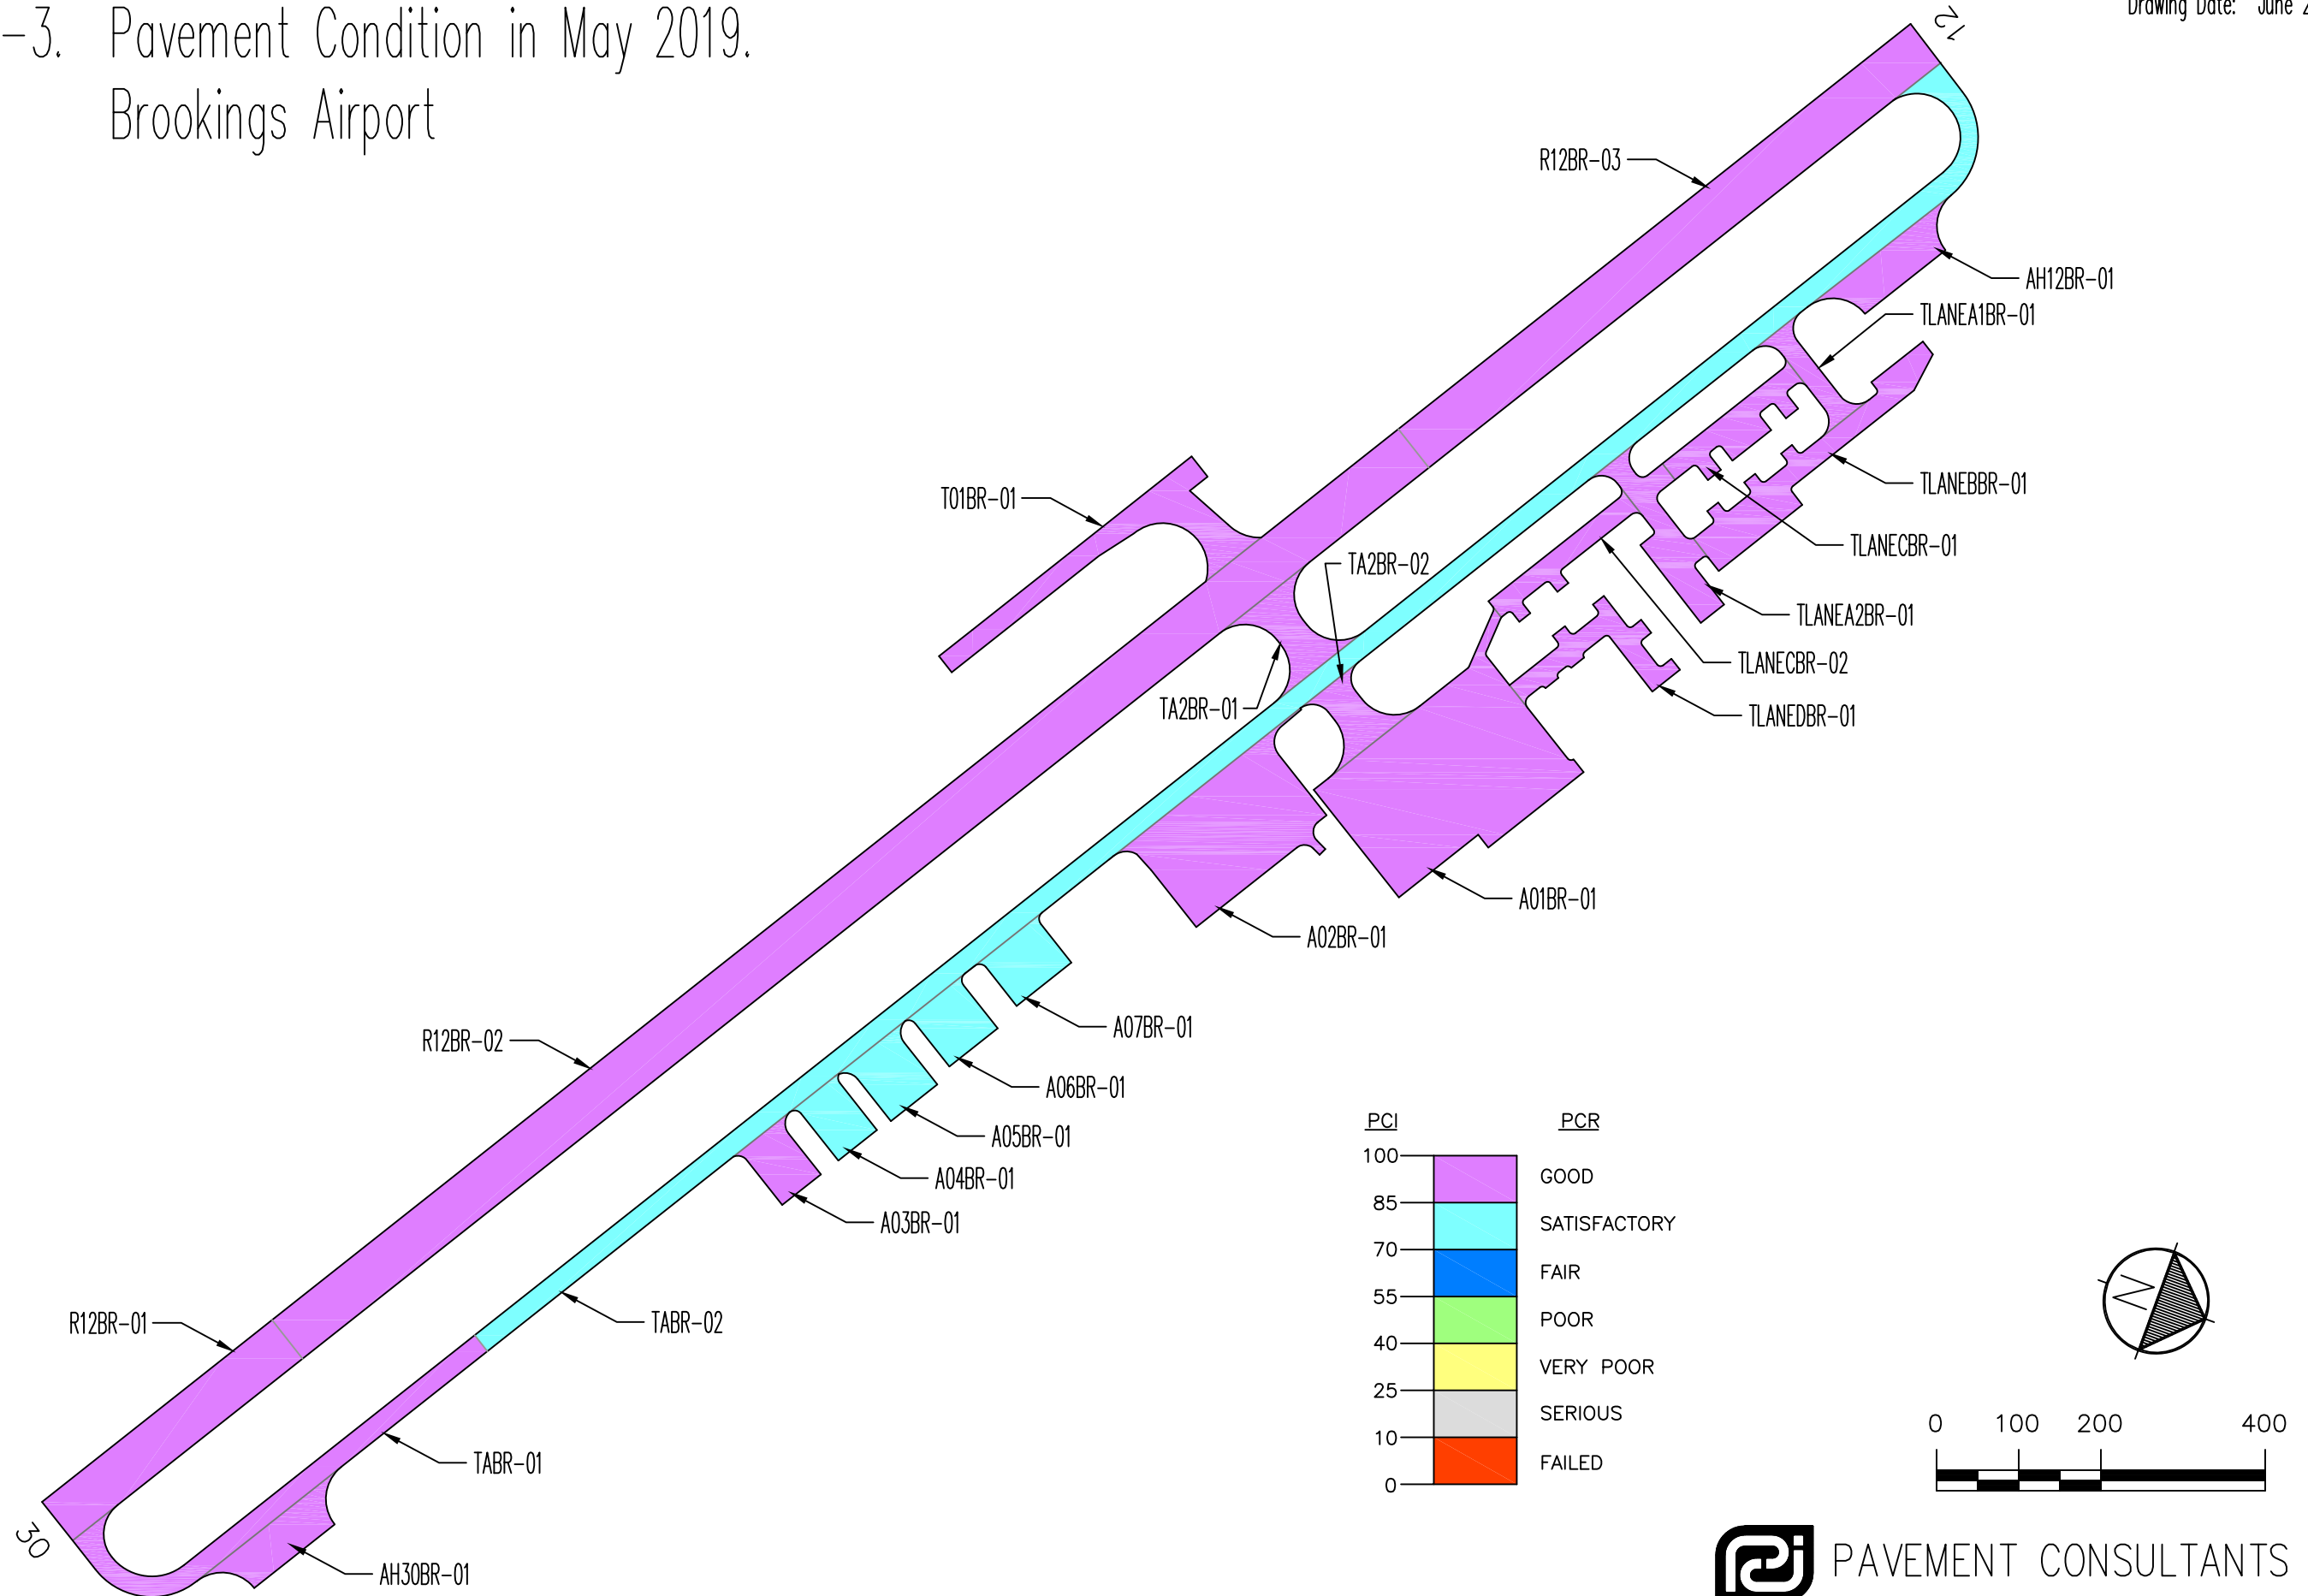 -3. Pavement Condition in May 2019.
Brookings Airport
Drawing Date: June
12
R12BR-03
AH12BR-01
TLANEA1BR-01
T01BR-01
TLANEBBR-01
TLANECBR-01
TA2BR-02
TLANEA2BR-01
TLANECBR-02
TA2BR-01
TLANEDBR-01
A01BR-01
A02BR-01
R12BR-02
A07BR-01
A06BR-01
A05BR-01
A04BR-01
A03BR-01
R12BR-01
TABR-02
TABR-01
AH30BR-01
30
PCI PCR
100
GOOD
85
SATISFACTORY
70
FAIR
55
POOR
40
VERY POOR
25
SERIOUS
10
FAILED
0
N
0 100 200 400
PAVEMENT CONSULTANTS